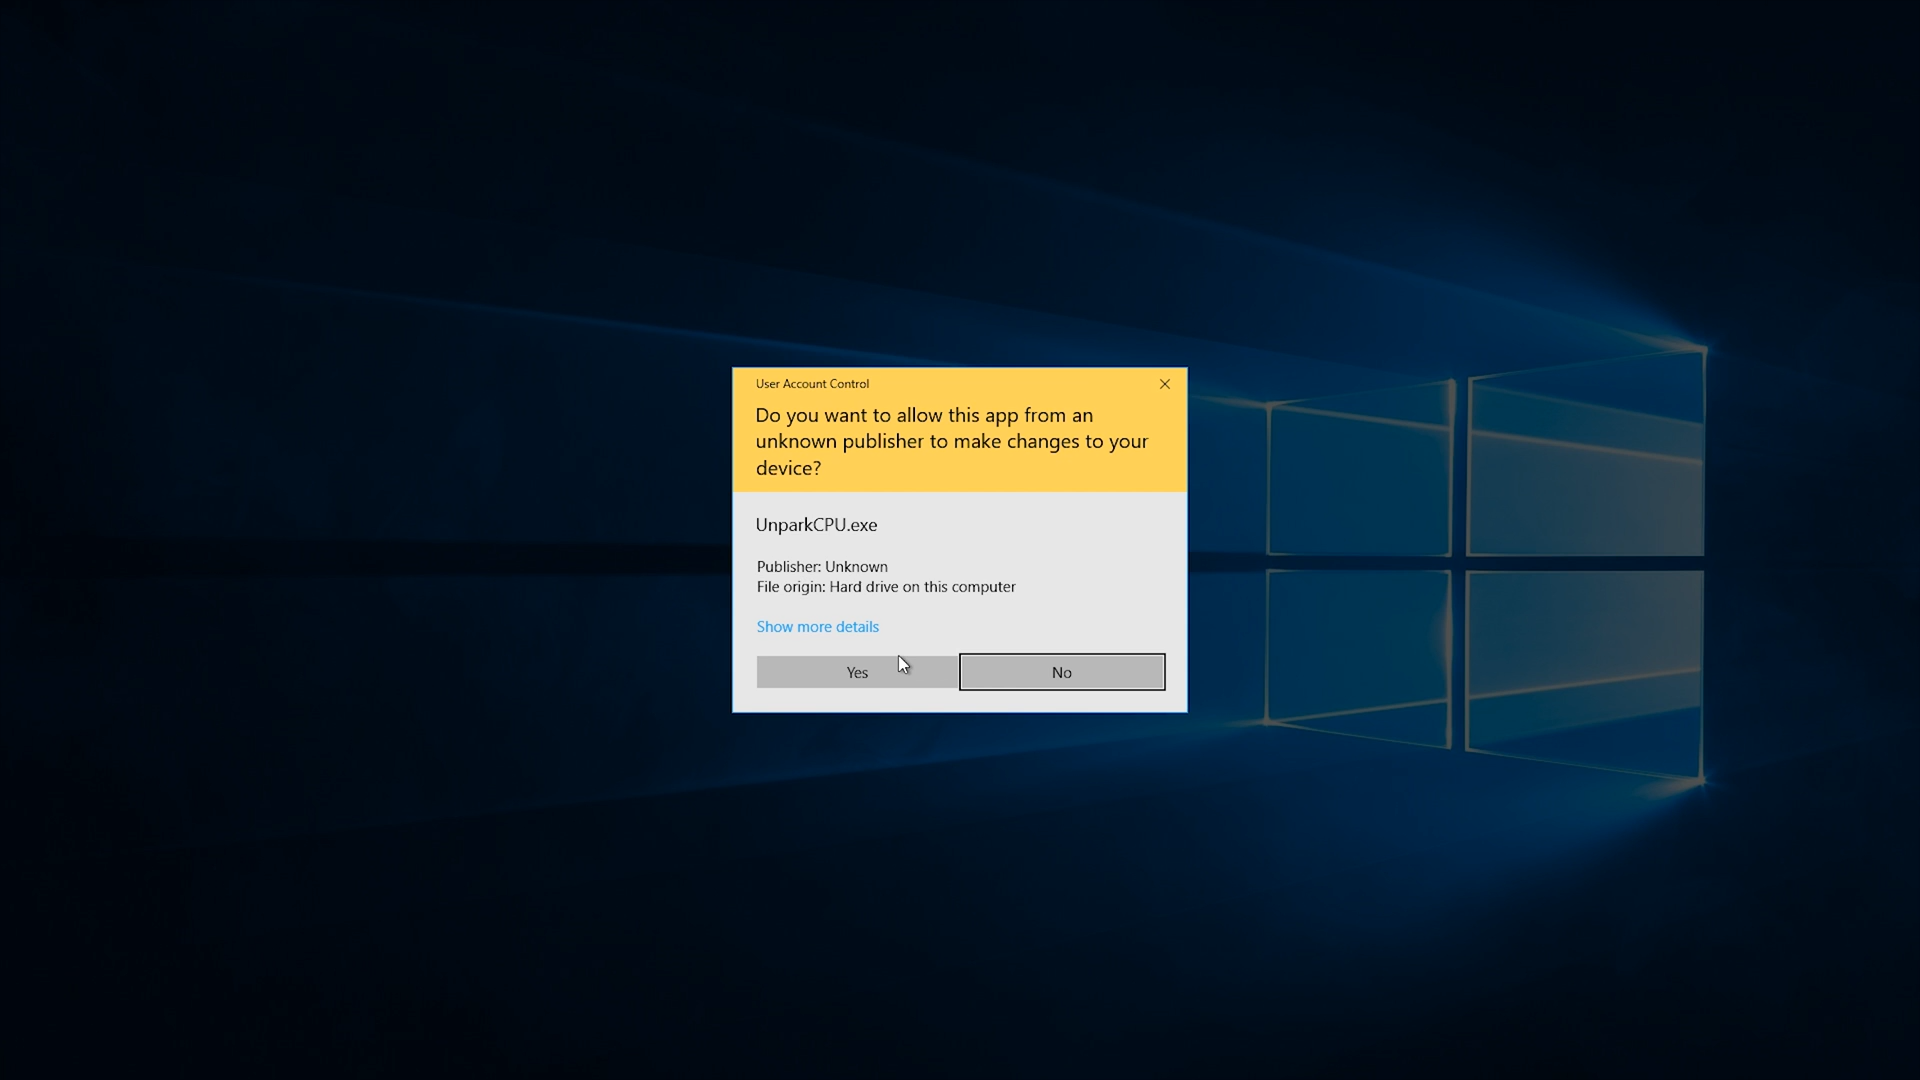 User Account Control
Do you want to allow this app from an
unknown publisher to make changes to your
device?
UnparkCPU.exe
Publisher: Unknown
File origin: Hard drive on this computer
Show more details
Yes
No